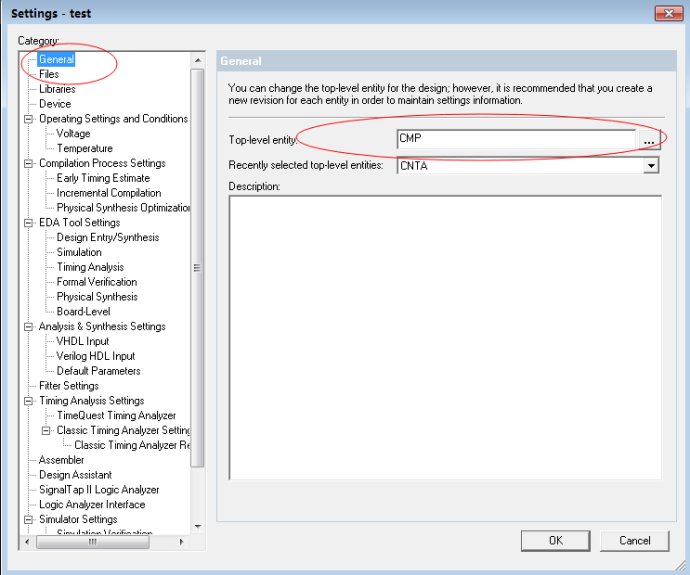 Settings - test
Category:
General
Files
Libraries
Device
Operating Settings and Conditions
Voltage
Temperature
Compilation Process Settings
Early Timing Estimate
Incremental Compilation
Physical Synthesis Optimization
EDA Tool Settings
Design Entry/Synthesis
Simulation
Timing Analysis
Formal Verification
Physical Synthesis
Board-Level
Analysis & Synthesis Settings
VHDL Input
Verilog HDL Input
Default Parameters
Fitter Settings
Timing Analysis Settings
TimeQuest Timing Analyzer
Classic Timing Analyzer Setting
Classic Timing Analyzer Re
Assembler
Design Assistant
SignalTap II Logic Analyzer
Logic Analyzer Interface
Simulator Settings
Simulation Verification
General
You can change the top-level entity for the design; however, it is recommended that you create a
new revision for each entity in order to maintain settings information.
Top-level entity: CMP ...
Recently selected top-level entities: CNTA
Description:
OK Cancel